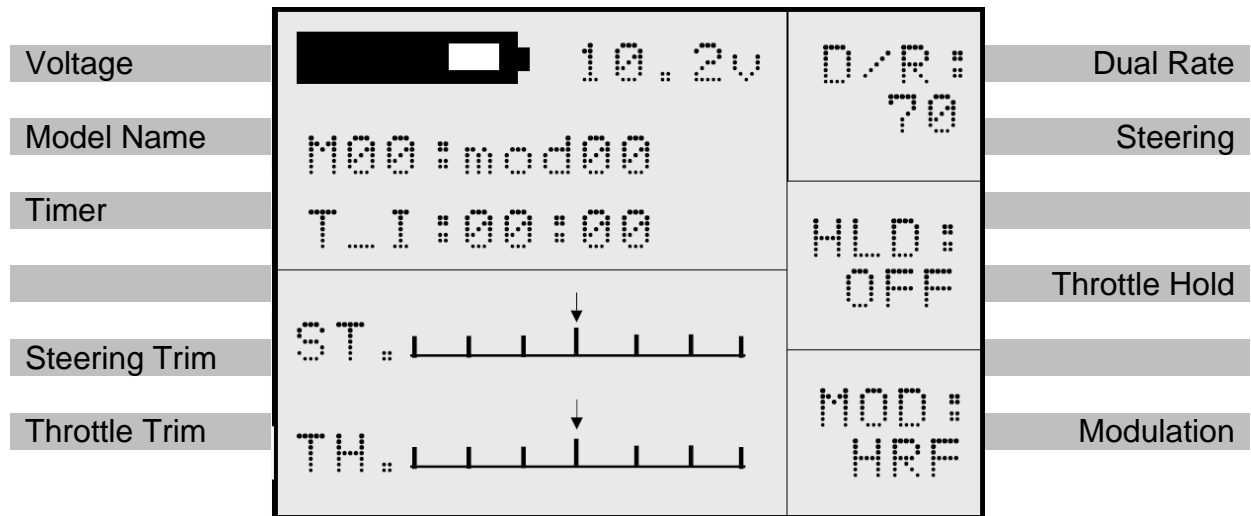 Voltage
Model Name
Timer
Steering Trim
Throttle Trim
10.2v
M00:mod00
T_I:00:00
ST.
TH.
D/R:
70
HLD:
OFF
MOD:
HRF
Dual Rate
Steering
Throttle Hold
Modulation